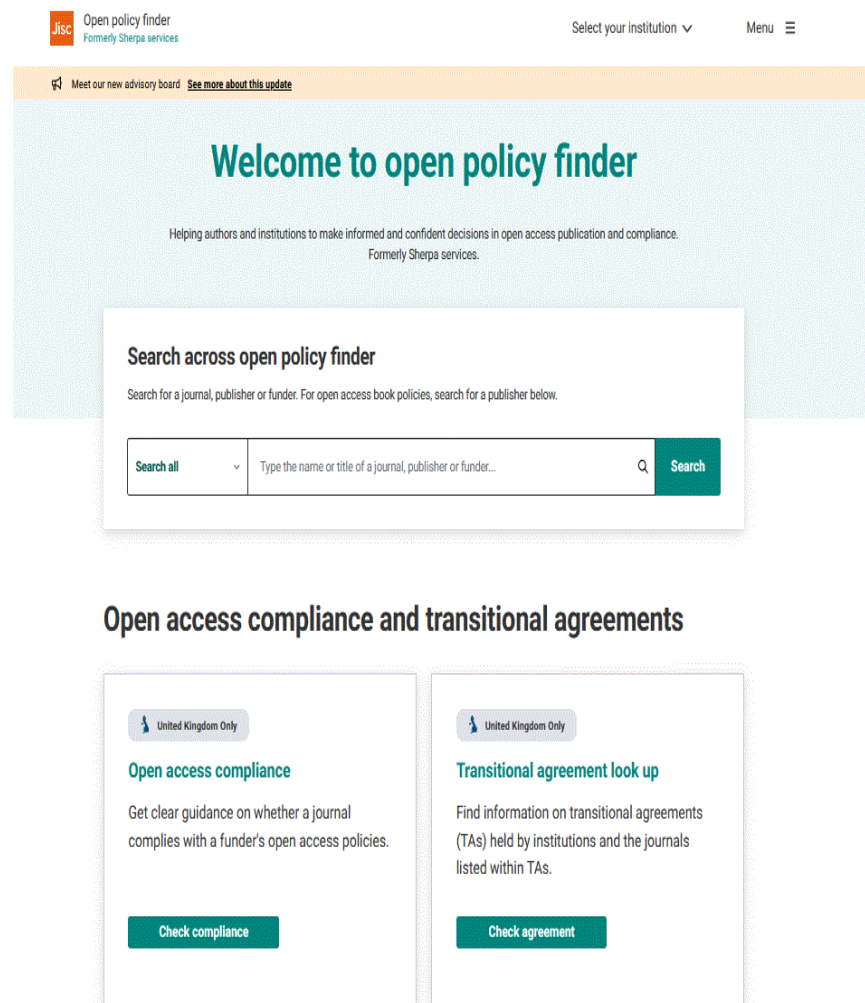 Jisc
Open policy finder
Formerly Sherpa services
Select your institution
Menu
Meet our new advisory board See more about this update
Welcome to open policy finder
Helping authors and institutions to make informed and confident decisions in open access publication and compliance.
Formerly Sherpa services.
Search across open policy finder
Search for a journal, publisher or funder. For open access book policies, search for a publisher below.
Search all
Type the name or title of a journal, publisher or funder...
Search
Open access compliance and transitional agreements
United Kingdom Only
Open access compliance
Get clear guidance on whether a journal
complies with a funder's open access policies.
Check compliance
United Kingdom Only
Transitional agreement look up
Find information on transitional agreements
(TAs) held by institutions and the journals
listed within TAs.
Check agreement